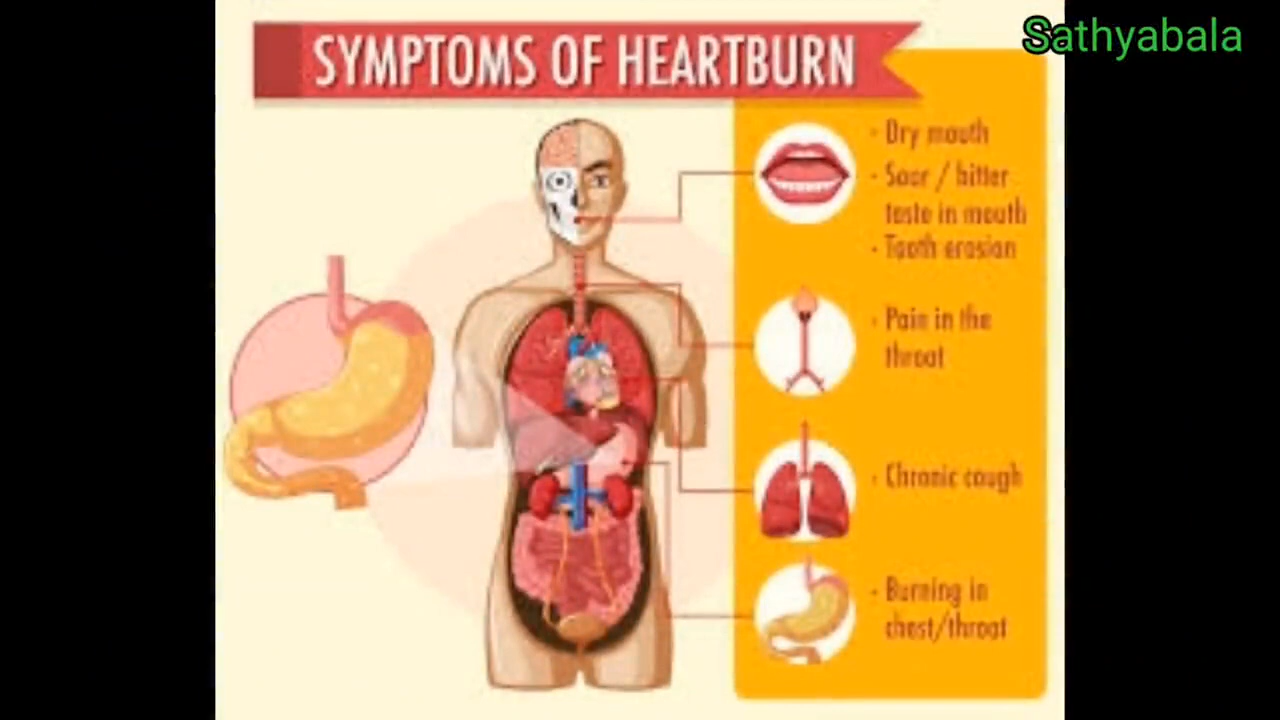 Sathyabala
SYMPTOMS OF HEARTBURN
- Dry mouth
- Sour / bitter
taste in mouth
- Tooth erosion
- Pain in the
throat
- Chronic cough
- Burning in
chest/throat